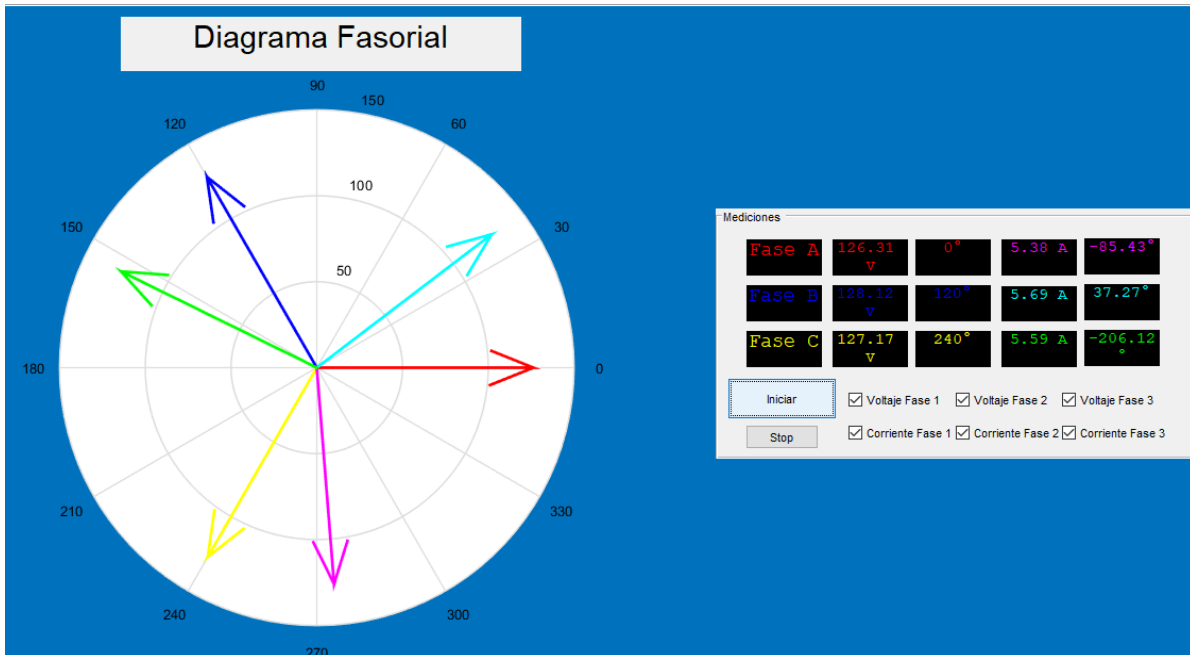 Diagrama Fasorial
90
150
120
60
100
150
30
50
180
0
210
330
240
300
270
Mediciones
Fase A 126.31 V 0° 5.38 A -85.43°
Fase B 128.12 V 120° 5.69 A 37.27°
Fase C 127.17 V 240° 5.59 A -206.12°
Iniciar Voltaje Fase 1 Voltaje Fase 2 Voltaje Fase 3
Stop Corriente Fase 1 Corriente Fase 2 Corriente Fase 3